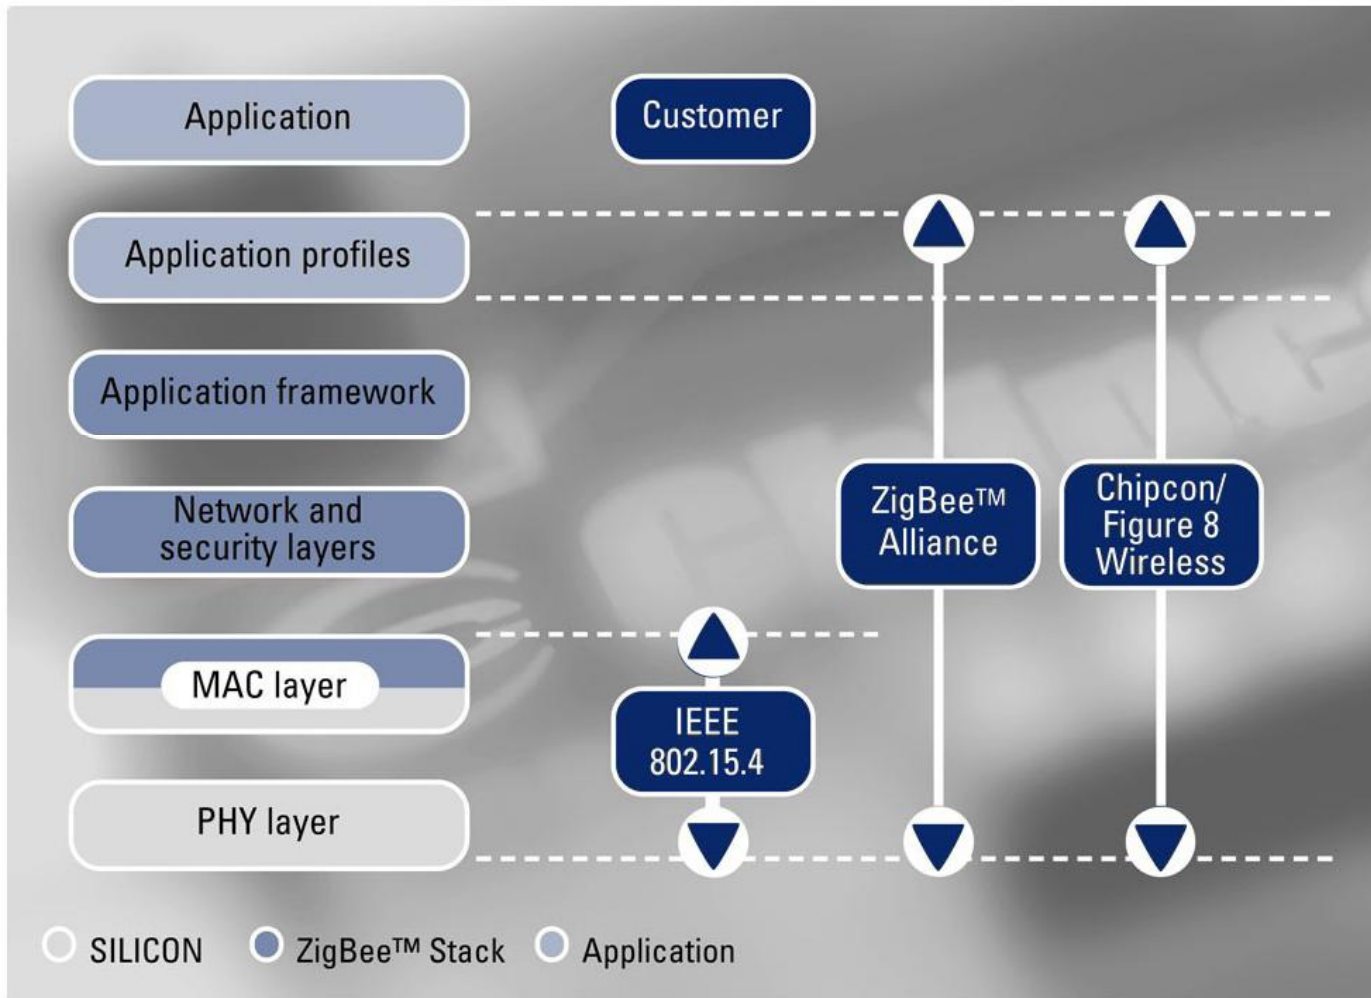 Application
Customer
Application profiles
Application framework
Network and
security layers
ZigBee™
Alliance
Chipcon/
Figure 8
Wireless
MAC layer
IEEE
802.15.4
PHY layer
SILICON
ZigBee™ Stack
Application